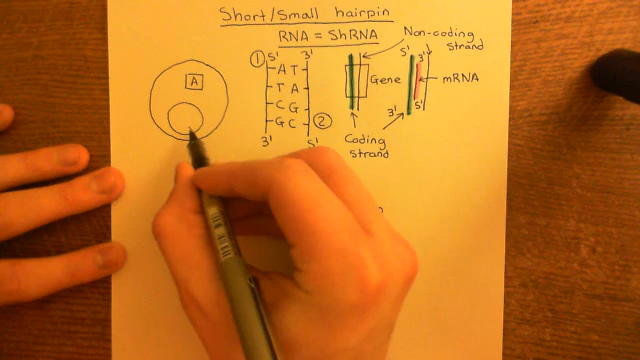 Short/Small hairpin
RNA = ShRNA
A
① 5' 3'
A T
T A
C G
G C ②
3' 5'
Gene
Non-coding
strand
5' 3'
mRNA
3' 5'
Coding
strand